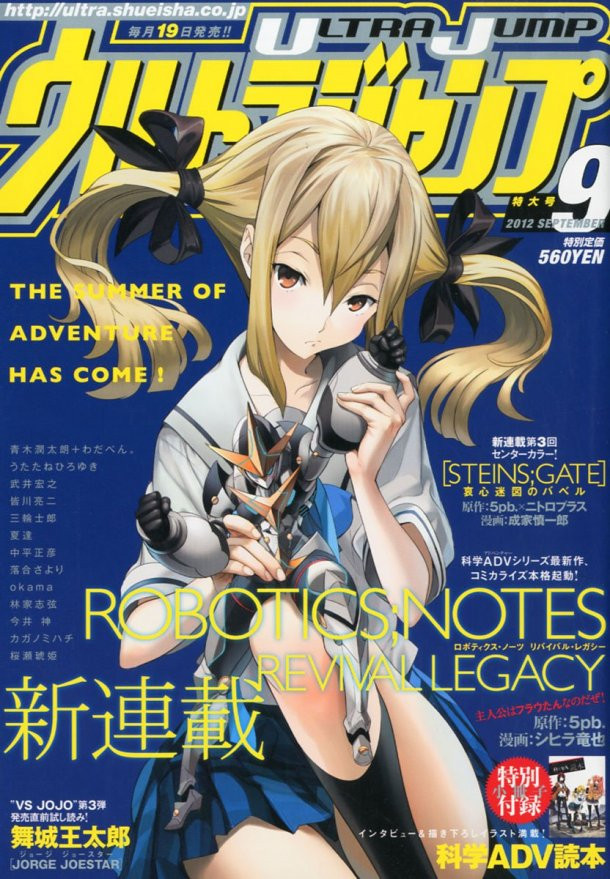 http://ultra.shueisha.co.jp
毎月19日発売!!
ULTRA JUMP
ウルトラジャンプ
特大号
9
2012 SEPTEMBER
特別定価
560YEN
THE SUMMER OF
ADVENTURE
HAS COME!
青木潤太朗+わだぺん。
うたたねひろゆき
武井宏之
皆川亮二
三輪士郎
夏達
中平正彦
落合さより
okama
林家志弦
今井 神
カガノミハチ
桜瀬琥姫
新連載第3回
センターカラー!
[STEINS;GATE]
哀心迷図のバベル
原作:5pb.×ニトロプラス
漫画:成家慎一郎
アドベンチャー
科学ADVシリーズ最新作、
コミカライズ本格起動!
ROBOTICS;NOTES
ロボティクス・ノーツ リバイバル・レガシー
REVIVAL LEGACY
新連載
主人公はフラウたんなのだぜ!
原作:5pb.
漫画:シヒラ竜也
特別
小冊子
付録
"VS JOJO"第3弾
発売直前試し読み!
舞城王太郎
ジョージ ジョースター
[JORGE JOESTAR]
インタビュー&描き下ろしイラスト満載!
科学ADV読本